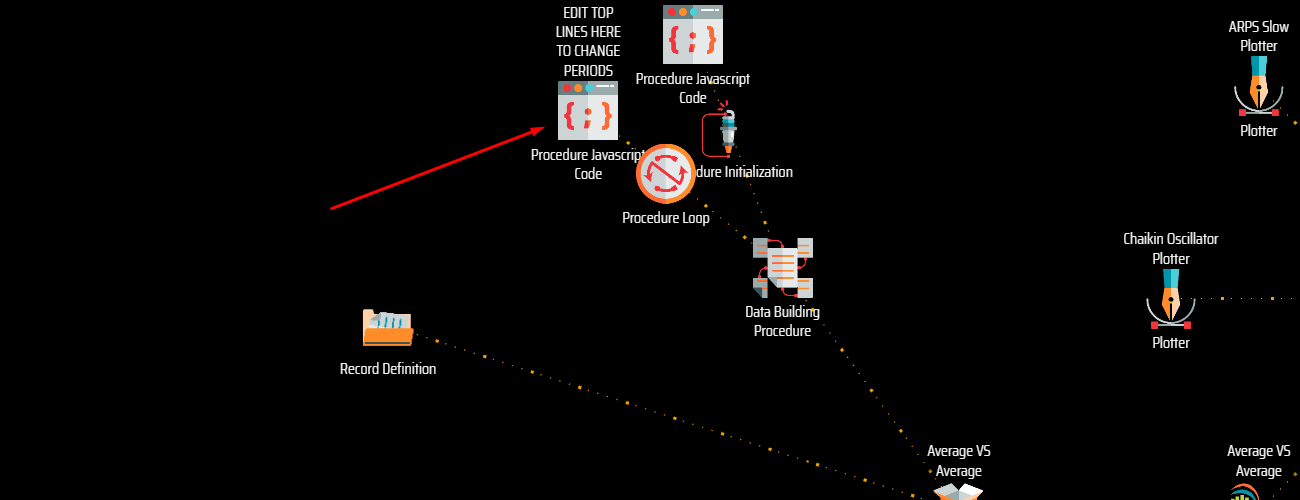 EDIT TOP
LINES HERE
TO CHANGE
PERIODS
Procedure Javascript
Code
Procedure Javascript
Code
dure Initialization
Procedure Loop
Data Building
Procedure
Record Definition
ARPS Slow
Plotter
Plotter
Chaikin Oscillator
Plotter
Plotter
Average VS
Average
Average VS
Average